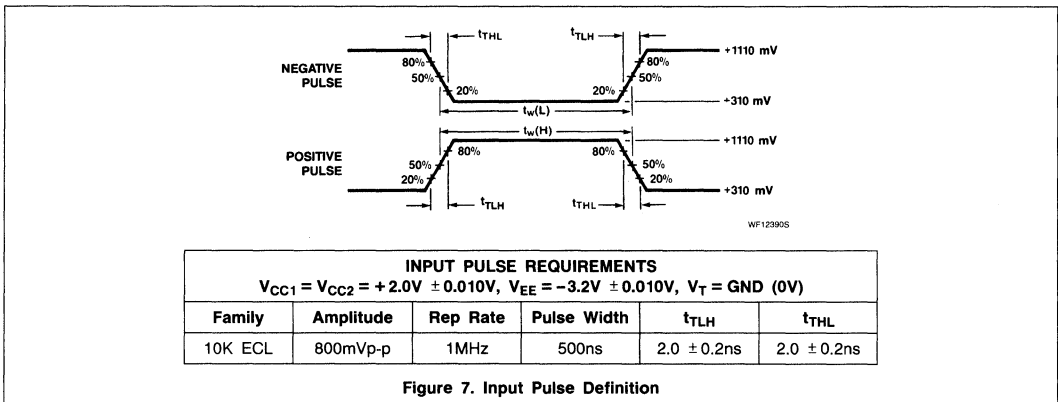 tTHL
tTLH
+1110 mV
80%
80%
NEGATIVE
PULSE
50%
50%
20%
20%
+310 mV
tw(L)
tw(H)
+1110 mV
80%
80%
POSITIVE
PULSE
50%
50%
20%
20%
+310 mV
tTLH
tTHL
WF12390S
INPUT PULSE REQUIREMENTS
VCC1 = VCC2 = +2.0V ±0.010V, VEE = −3.2V ±0.010V, VT = GND (0V)
Family Amplitude Rep Rate Pulse Width tTLH tTHL
10K ECL 800mVp-p 1MHz 500ns 2.0 ±0.2ns 2.0 ±0.2ns
Figure 7. Input Pulse Definition